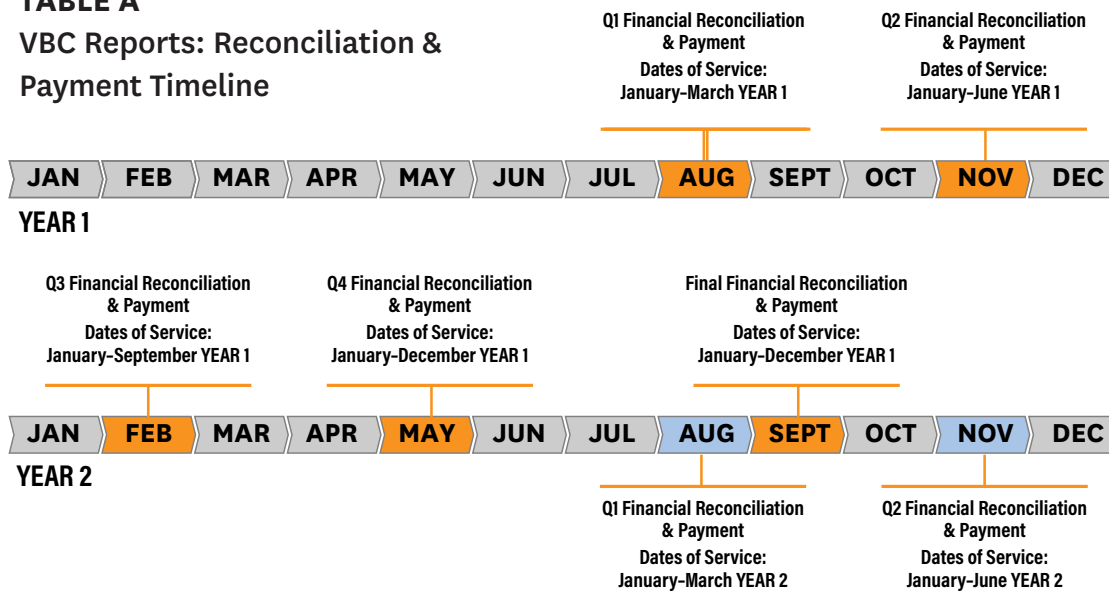 TABLE A
VBC Reports: Reconciliation &
Payment Timeline
Q1 Financial Reconciliation
& Payment
Dates of Service:
January–March YEAR 1
Q2 Financial Reconciliation
& Payment
Dates of Service:
January–June YEAR 1
JAN FEB MAR APR MAY JUN JUL AUG SEPT OCT NOV DEC
YEAR 1
Q3 Financial Reconciliation
& Payment
Dates of Service:
January–September YEAR 1
Q4 Financial Reconciliation
& Payment
Dates of Service:
January–December YEAR 1
Final Financial Reconciliation
& Payment
Dates of Service:
January–December YEAR 1
JAN FEB MAR APR MAY JUN JUL AUG SEPT OCT NOV DEC
YEAR 2
Q1 Financial Reconciliation
& Payment
Dates of Service:
January–March YEAR 2
Q2 Financial Reconciliation
& Payment
Dates of Service:
January–June YEAR 2